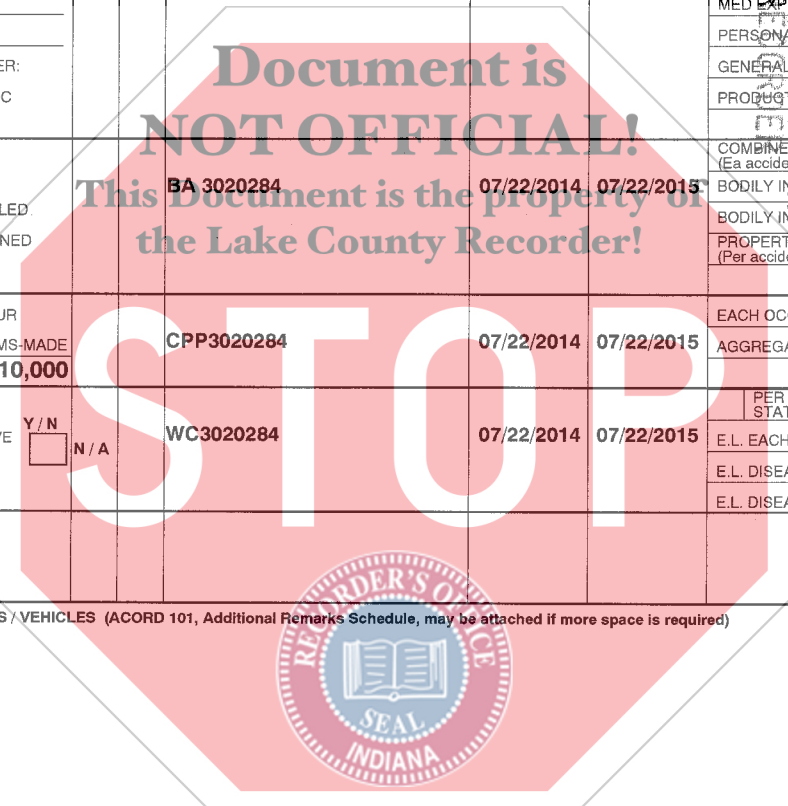 MED EXP
PERSONA
ER:
GENERAL
C
PRODUCT
Document is
NOT OFFICIAL!
This Document is the property of
the Lake County Recorder!
COMBINE
(Ea accide
BA 3020284 07/22/2014 07/22/2015 BODILY IN
LED
BODILY IN
NED
PROPERT
(Per accide
UR
EACH OCC
MS-MADE CPP3020284 07/22/2014 07/22/2015 AGGREGA
10,000
STOP
PER
STAT
Y / N
VE N / A WC3020284 07/22/2014 07/22/2015 E.L. EACH
E.L. DISEA
E.L. DISEA
S / VEHICLES (ACORD 101, Additional Remarks Schedule, may be attached if more space is required)
RECORDER'S OFFICE
SEAL
INDIANA